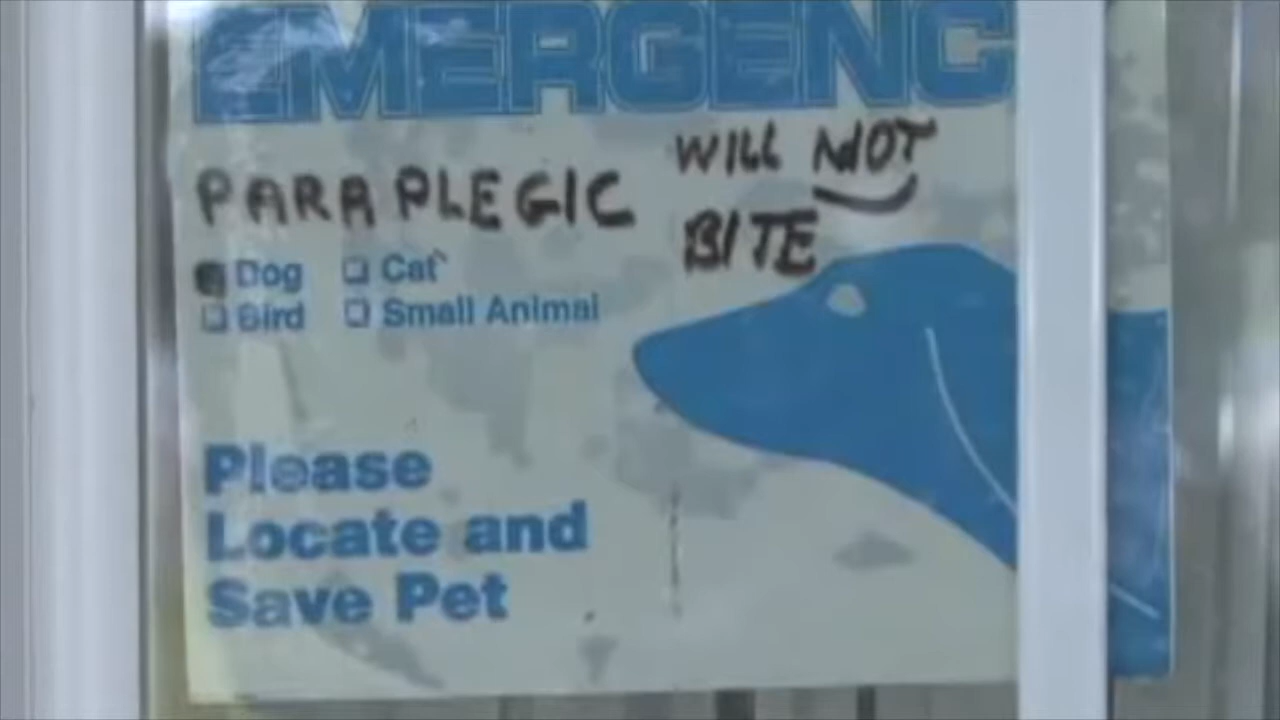 EMERGENC
WILL NOT
PARAPLEGIC
BITE
Dog Cat
Bird Small Animal
Please
Locate and
Save Pet